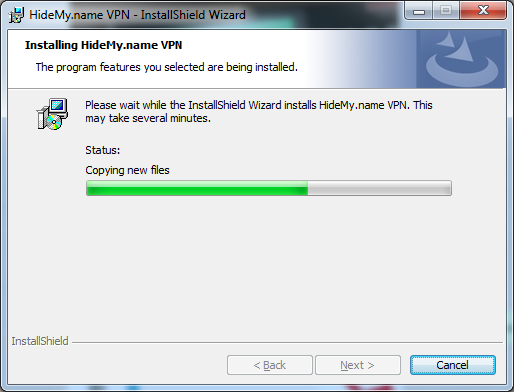 HideMy.name VPN - InstallShield Wizard
Installing HideMy.name VPN
The program features you selected are being installed.
Please wait while the InstallShield Wizard installs HideMy.name VPN. This
may take several minutes.
Status:
Copying new files
InstallShield
< Back
Next >
Cancel